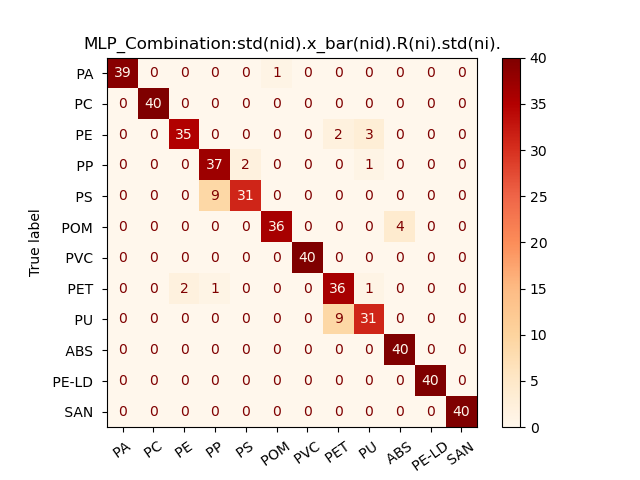 MLP_Combination:std(nid).x_bar(nid).R(ni).std(ni).
PA 39 0 0 0 0 1 0 0 0 0 0 0
PC 0 40 0 0 0 0 0 0 0 0 0 0
PE 0 0 35 0 0 0 0 2 3 0 0 0
PP 0 0 0 37 2 0 0 0 1 0 0 0
PS 0 0 0 9 31 0 0 0 0 0 0 0
POM 0 0 0 0 0 36 0 0 0 4 0 0
PVC 0 0 0 0 0 0 40 0 0 0 0 0
PET 0 0 2 1 0 0 0 36 1 0 0 0
PU 0 0 0 0 0 0 0 9 31 0 0 0
ABS 0 0 0 0 0 0 0 0 0 40 0 0
PE-LD 0 0 0 0 0 0 0 0 0 0 40 0
SAN 0 0 0 0 0 0 0 0 0 0 0 40
True label
PA PC PE PP PS POM PVC PET PU ABS PE-LD SAN
40
35
30
25
20
15
10
5
0